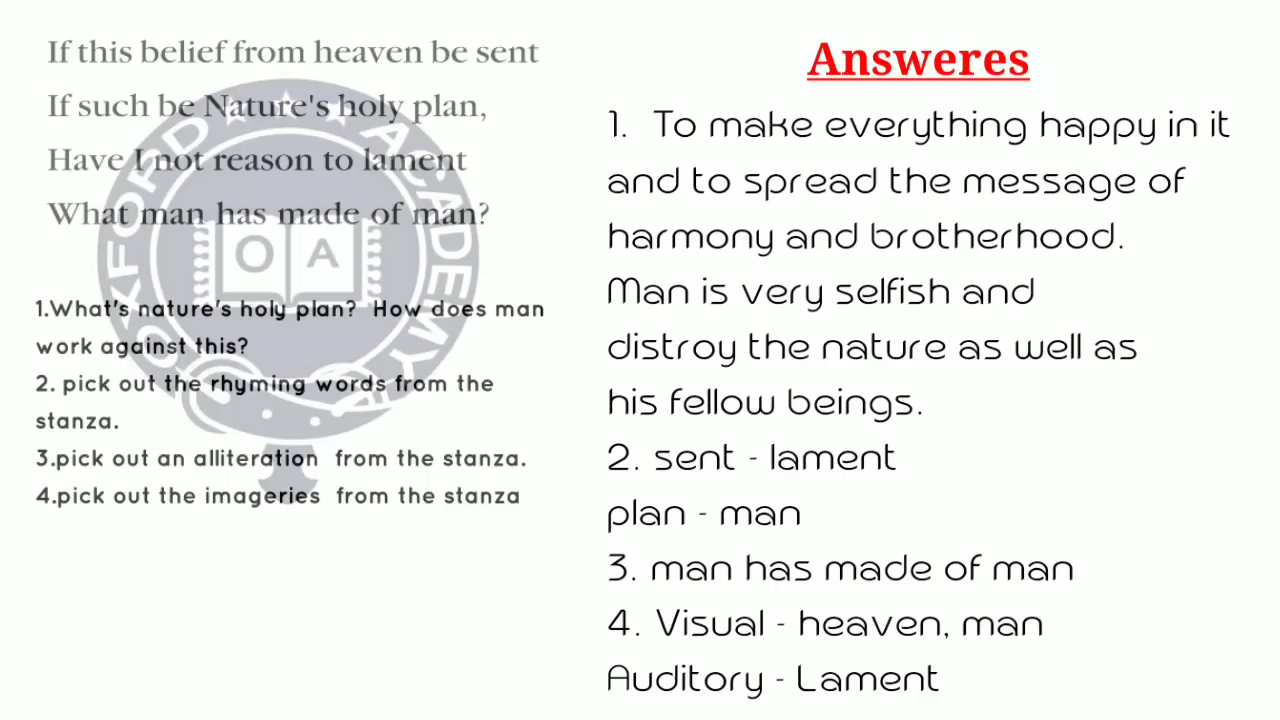 If this belief from heaven be sent
If such be Nature's holy plan,
Have I not reason to lament
What man has made of man?
OXFORD ACADEMY
O A
1.What's nature's holy plan? How does man
work against this?
2. pick out the rhyming words from the
stanza.
3.pick out an alliteration from the stanza.
4.pick out the imageries from the stanza
Answeres
1. To make everything happy in it
and to spread the message of
harmony and brotherhood.
Man is very selfish and
distroy the nature as well as
his fellow beings.
2. sent - lament
plan - man
3. man has made of man
4. Visual - heaven, man
Auditory - Lament